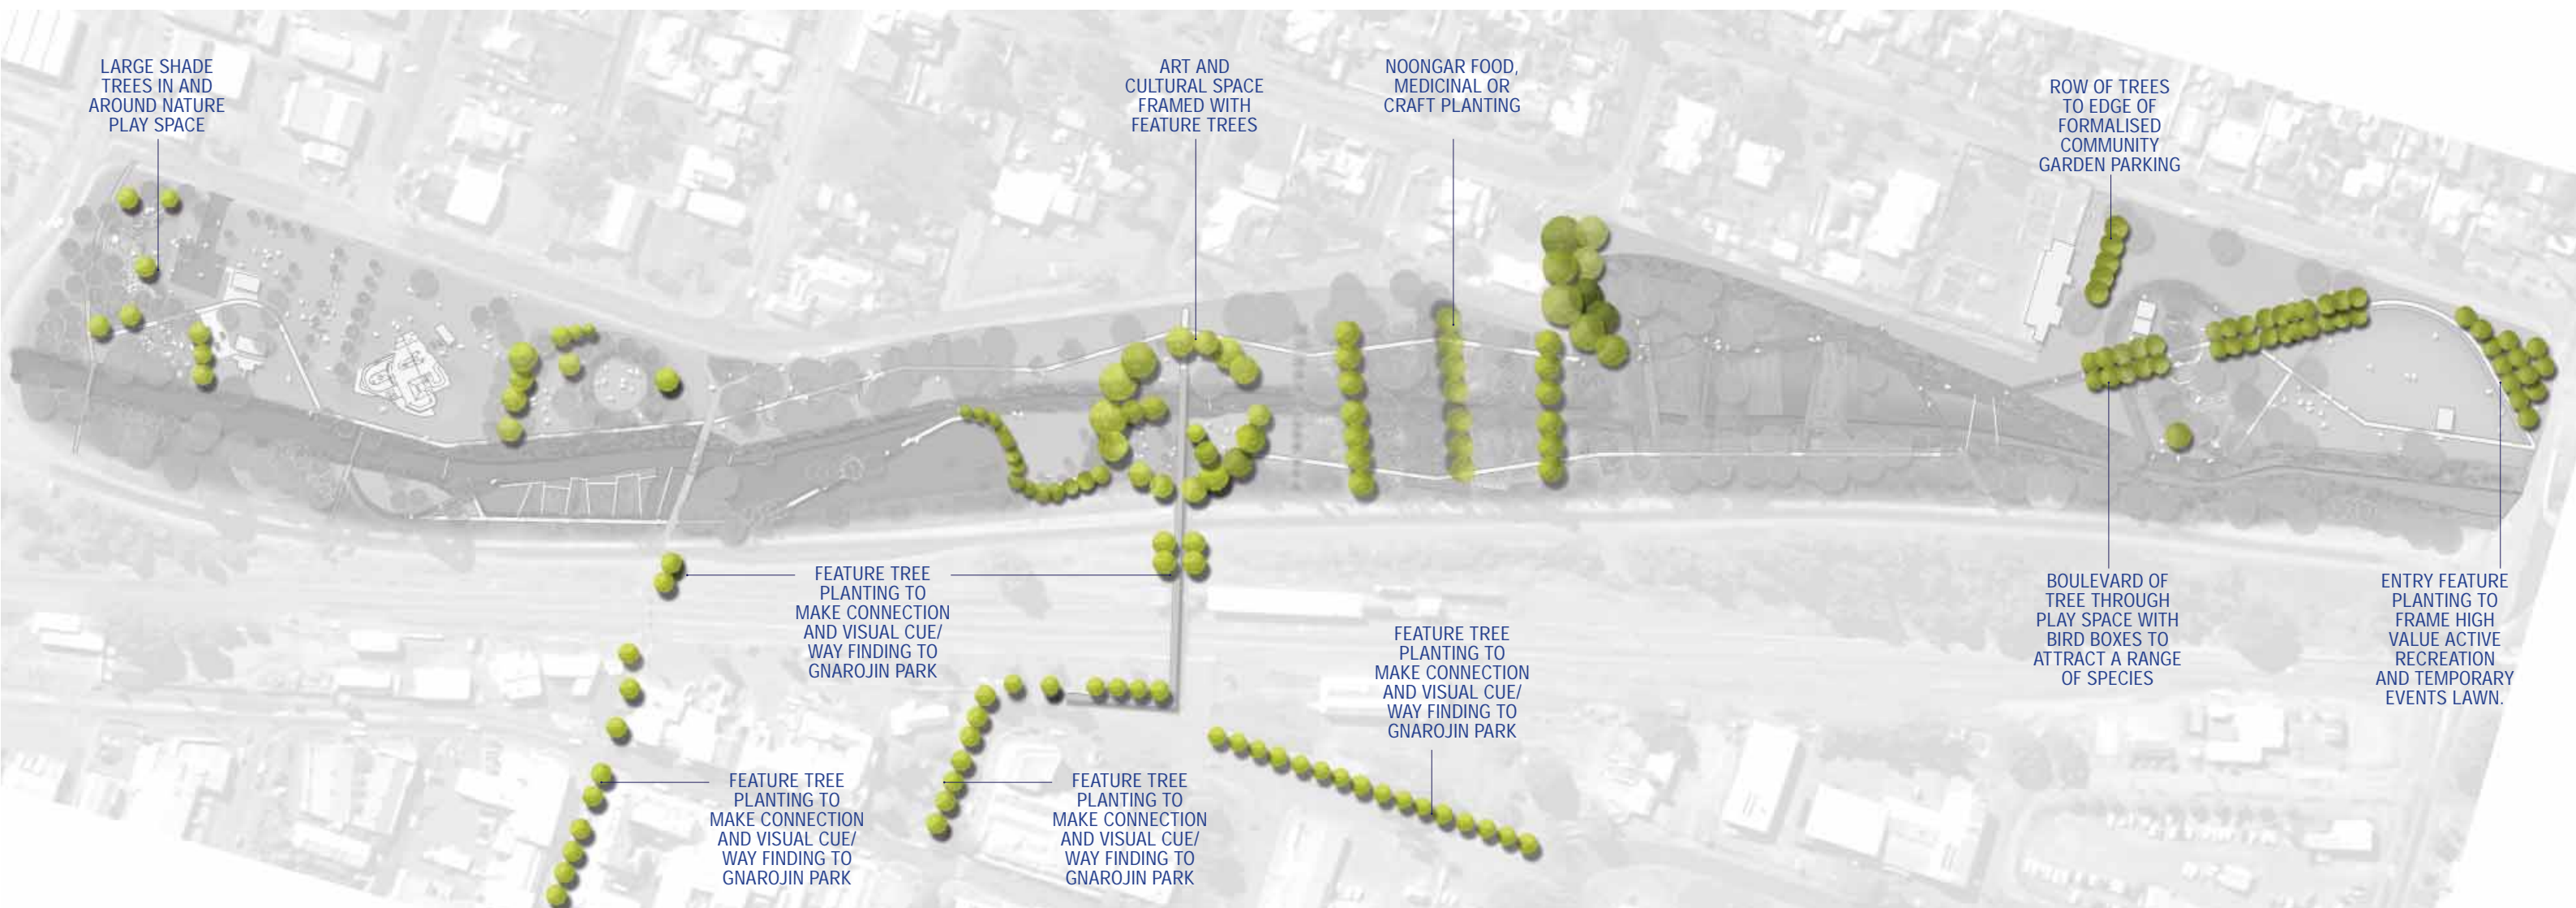 LARGE SHADE
TREES IN AND
AROUND NATURE
PLAY SPACE
ART AND
CULTURAL SPACE
FRAMED WITH
FEATURE TREES
NOONGAR FOOD,
MEDICINAL OR
CRAFT PLANTING
ROW OF TREES
TO EDGE OF
FORMALISED
COMMUNITY
GARDEN PARKING
FEATURE TREE
PLANTING TO
MAKE CONNECTION
AND VISUAL CUE/
WAY FINDING TO
GNAROJIN PARK
FEATURE TREE
PLANTING TO
MAKE CONNECTION
AND VISUAL CUE/
WAY FINDING TO
GNAROJIN PARK
BOULEVARD OF
TREE THROUGH
PLAY SPACE WITH
BIRD BOXES TO
ATTRACT A RANGE
OF SPECIES
ENTRY FEATURE
PLANTING TO
FRAME HIGH
VALUE ACTIVE
RECREATION
AND TEMPORARY
EVENTS LAWN.
FEATURE TREE
PLANTING TO
MAKE CONNECTION
AND VISUAL CUE/
WAY FINDING TO
GNAROJIN PARK
FEATURE TREE
PLANTING TO
MAKE CONNECTION
AND VISUAL CUE/
WAY FINDING TO
GNAROJIN PARK